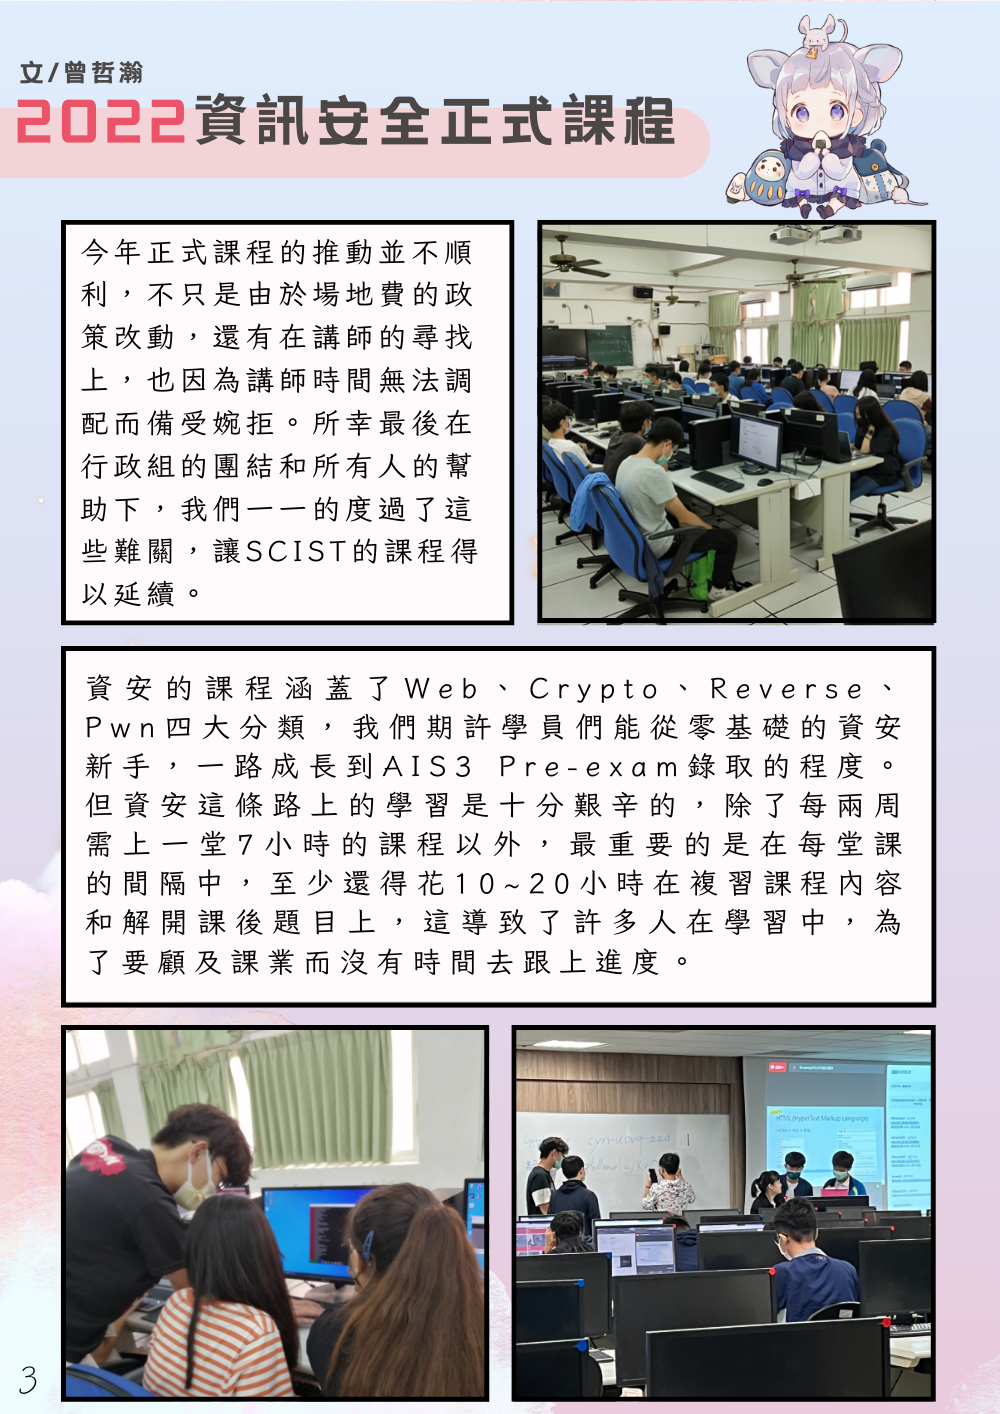 文/曾哲瀚
2022資訊安全正式課程
今年正式課程的推動並不順
利，不只是由於場地費的政
策改動，還有在講師的尋找
上，也因為講師時間無法調
配而備受婉拒。所幸最後在
行政組的團結和所有人的幫
助下，我們一一的度過了這
些難關，讓SCIST的課程得
以延續。
資安的課程涵蓋了Web、Crypto、Reverse、
Pwn四大分類，我們期許學員們能從零基礎的資安
新手，一路成長到AIS3 Pre-exam錄取的程度。
但資安這條路上的學習是十分艱辛的，除了每兩周
需上一堂7小時的課程以外，最重要的是在每堂課
的間隔中，至少還得花10~20小時在複習課程內容
和解開課後題目上，這導致了許多人在學習中，為
了要顧及課業而沒有時間去跟上進度。
HTML (HyperText Markup Language)
3